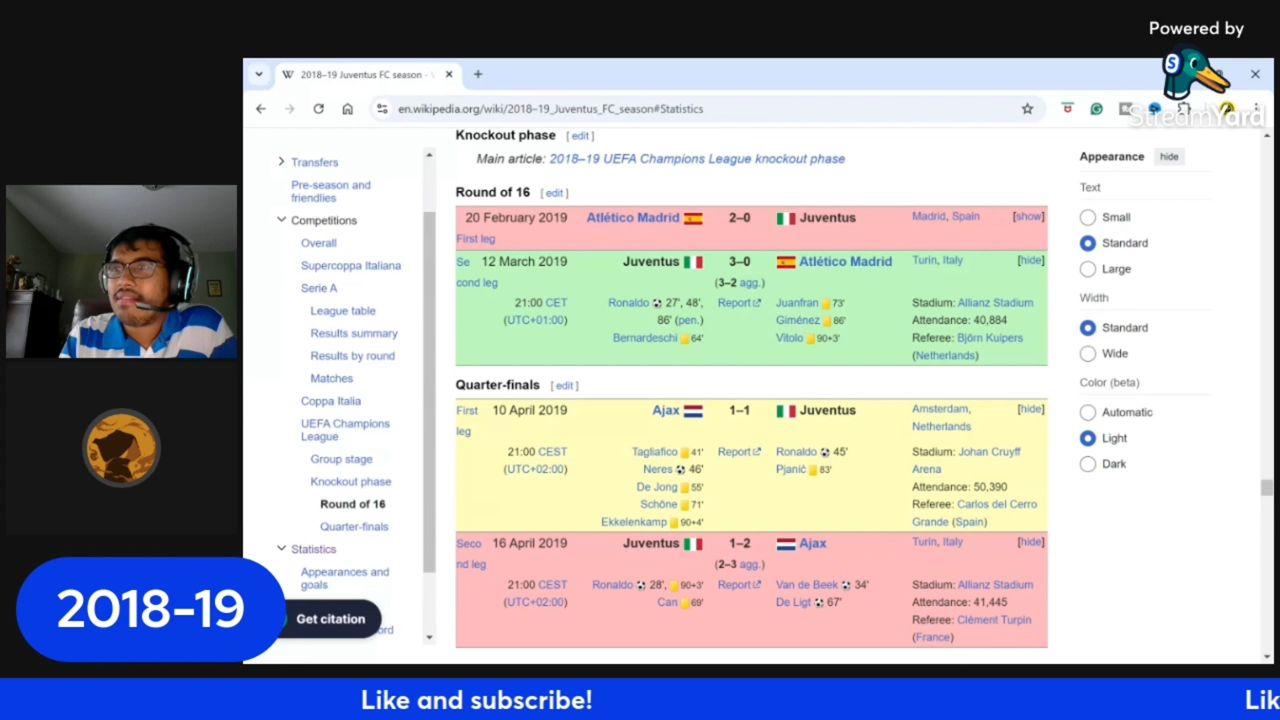 Powered by
StreamYard
2018–19 Juventus FC season -
en.wikipedia.org/wiki/2018–19_Juventus_FC_season#Statistics
Transfers
Pre-season and
friendlies
Competitions
Overall
Supercoppa Italiana
Serie A
League table
Results summary
Results by round
Matches
Coppa Italia
UEFA Champions
League
Group stage
Knockout phase
Round of 16
Quarter-finals
Statistics
Appearances and
goals
Get citation
Knockout phase [ edit ]
Main article: 2018–19 UEFA Champions League knockout phase
Round of 16 [ edit ]
20 February 2019 Atlético Madrid 2–0 Juventus Madrid, Spain [show]
First leg
Se 12 March 2019 Juventus 3–0 Atlético Madrid Turin, Italy [hide]
cond leg (3–2 agg.)
21:00 CET Ronaldo 27', 48', Report Juanfran 73' Stadium: Allianz Stadium
(UTC+01:00) 86' (pen.) Giménez 86' Attendance: 40,884
Bernardeschi 64' Vitolo 90+3' Referee: Björn Kuipers
(Netherlands)
Quarter-finals [ edit ]
First 10 April 2019 Ajax 1–1 Juventus Amsterdam, [hide]
leg Netherlands
21:00 CEST Tagliafico 41' Report Ronaldo 45' Stadium: Johan Cruyff
(UTC+02:00) Neres 46' Pjanić 83' Arena
De Jong 55' Attendance: 50,390
Schöne 71' Referee: Carlos del Cerro
Ekkelenkamp 90+4' Grande (Spain)
Seco 16 April 2019 Juventus 1–2 Ajax Turin, Italy [hide]
nd leg (2–3 agg.)
21:00 CEST Ronaldo 28', 90+3' Report Van de Beek 34' Stadium: Allianz Stadium
(UTC+02:00) Can 69' De Ligt 67' Attendance: 41,445
Referee: Clément Turpin
(France)
Appearance hide
Text
Small
Standard
Large
Width
Standard
Wide
Color (beta)
Automatic
Light
Dark
2018-19
Like and subscribe!
Lik